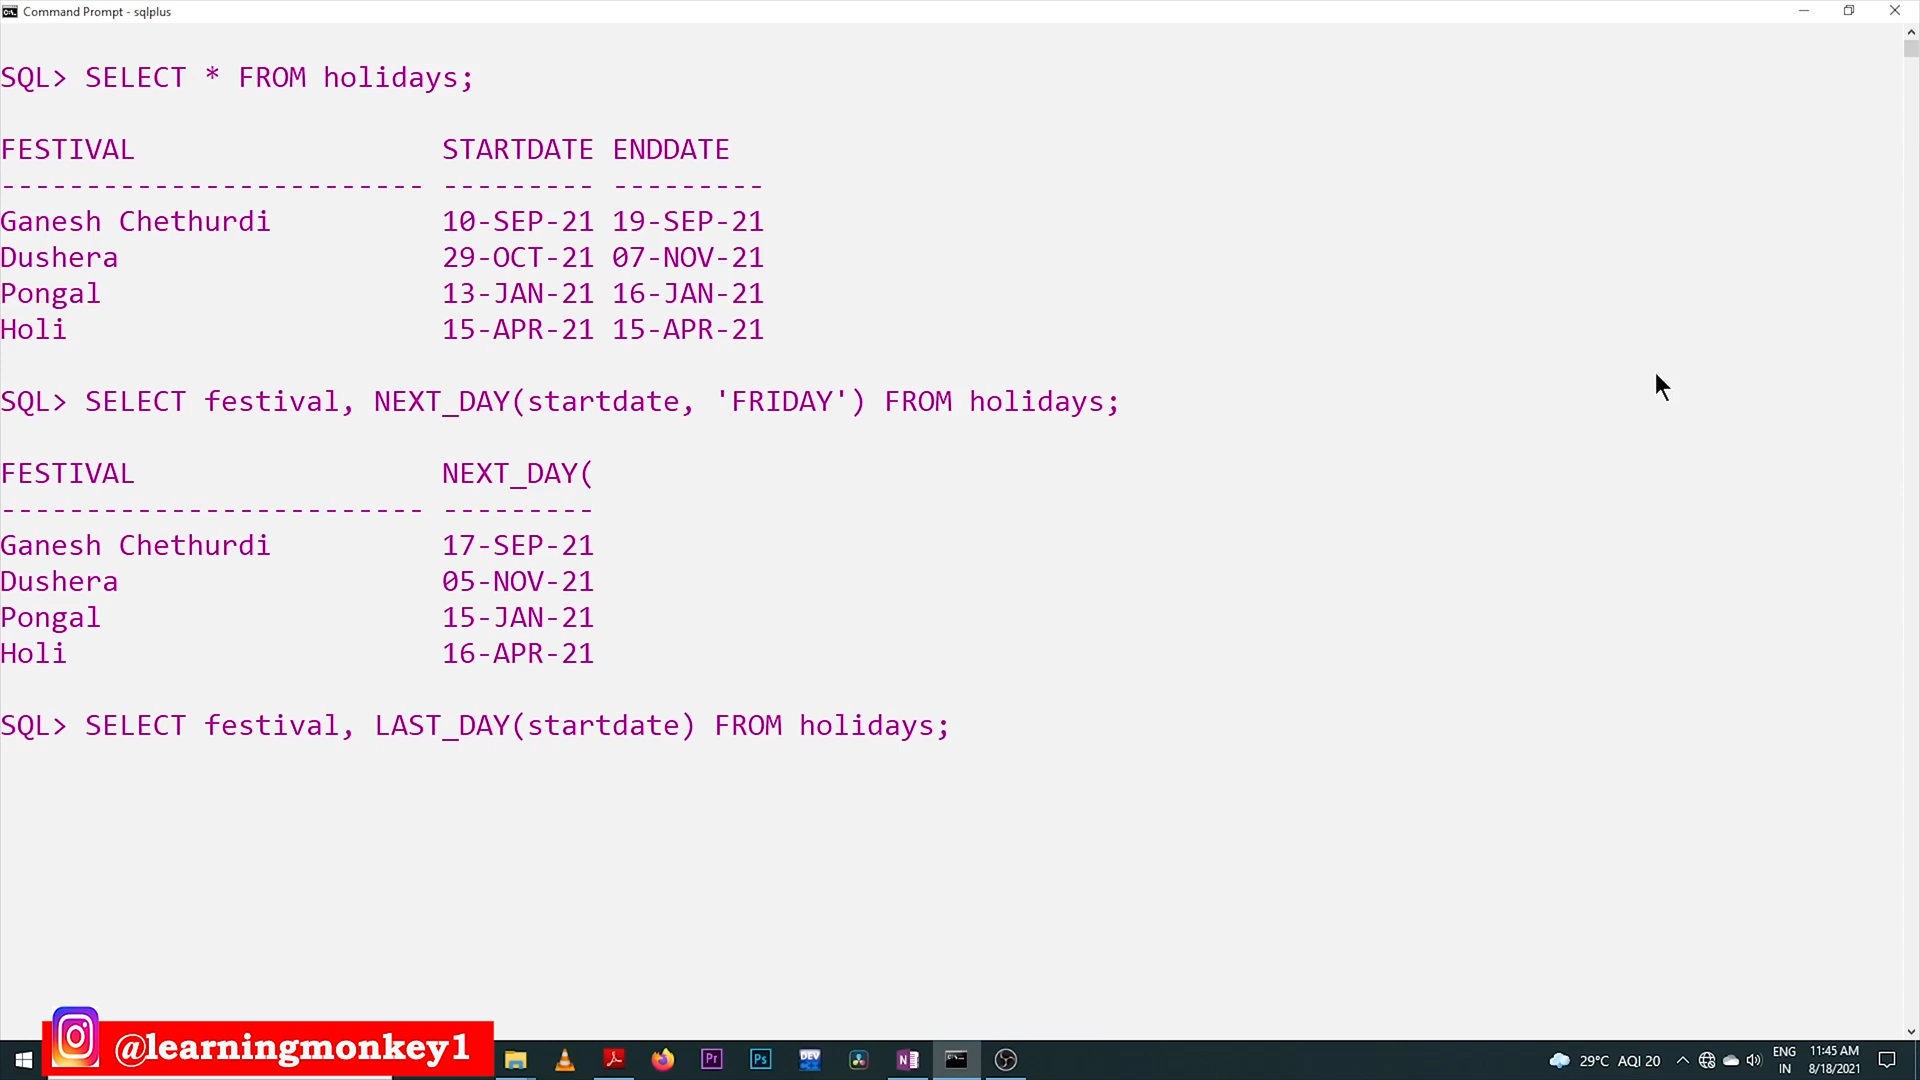 Command Prompt - sqlplus
SQL> SELECT * FROM holidays;
FESTIVAL STARTDATE ENDDATE
------------------------- --------- ---------
Ganesh Chethurdi 10-SEP-21 19-SEP-21
Dushera 29-OCT-21 07-NOV-21
Pongal 13-JAN-21 16-JAN-21
Holi 15-APR-21 15-APR-21
SQL> SELECT festival, NEXT_DAY(startdate, 'FRIDAY') FROM holidays;
FESTIVAL NEXT_DAY(
------------------------- ---------
Ganesh Chethurdi 17-SEP-21
Dushera 05-NOV-21
Pongal 15-JAN-21
Holi 16-APR-21
SQL> SELECT festival, LAST_DAY(startdate) FROM holidays;
@learningmonkey1
Pr
Ps
DEV
N
29°C AQI 20
ENG
IN
11:45 AM
8/18/2021